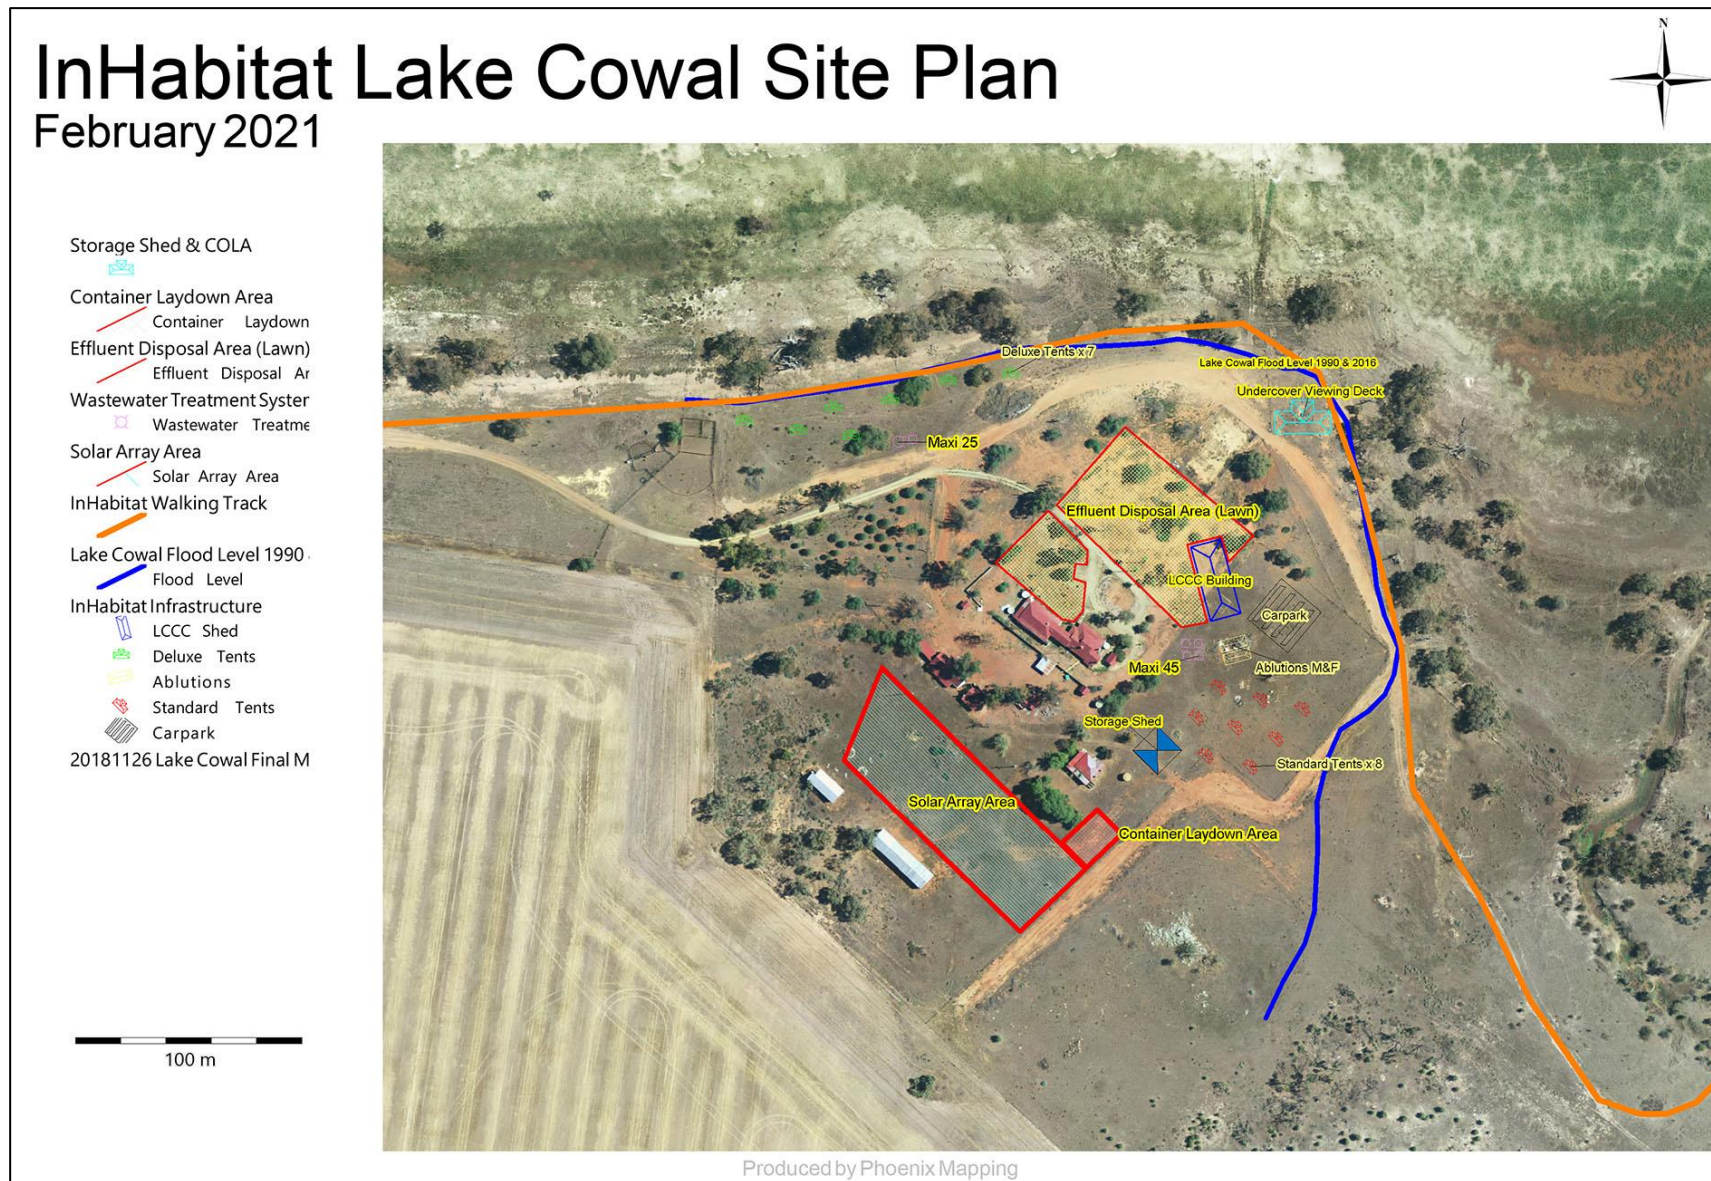 InHabitat Lake Cowal Site Plan
February 2021
N
Storage Shed & COLA
Container Laydown Area
Container Laydown
Effluent Disposal Area (Lawn)
Effluent Disposal Ar
Wastewater Treatment System
Wastewater Treatme
Solar Array Area
Solar Array Area
InHabitat Walking Track
Lake Cowal Flood Level 1990
Flood Level
InHabitat Infrastructure
LCCC Shed
Deluxe Tents
Ablutions
Standard Tents
Carpark
20181126 Lake Cowal Final M
100 m
Deluxe Tents x 7
Lake Cowal Flood Level 1990 & 2016
Undercover Viewing Deck
Maxi 25
Effluent Disposal Area (Lawn)
LCCC Building
Carpark
Maxi 45
Ablutions M&F
Storage Shed
Standard Tents x 8
Solar Array Area
Container Laydown Area
Produced by Phoenix Mapping